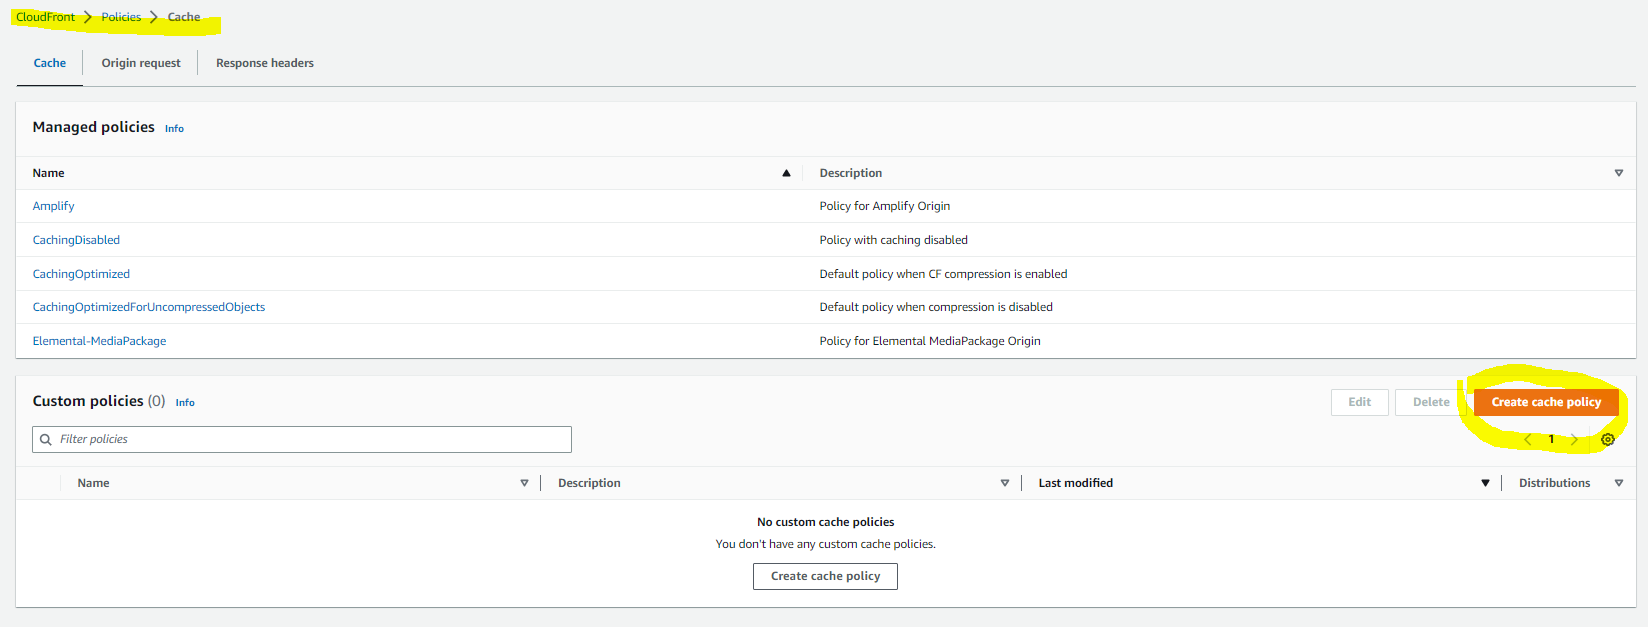 CloudFront > Policies > Cache
Cache Origin request Response headers
Managed policies Info
Name Description
Amplify Policy for Amplify Origin
CachingDisabled Policy with caching disabled
CachingOptimized Default policy when CF compression is enabled
CachingOptimizedForUncompressedObjects Default policy when compression is disabled
Elemental-MediaPackage Policy for Elemental MediaPackage Origin
Custom policies (0) Info Edit Delete Create cache policy
Filter policies < 1 >
Name Description Last modified Distributions
No custom cache policies
You don't have any custom cache policies.
Create cache policy